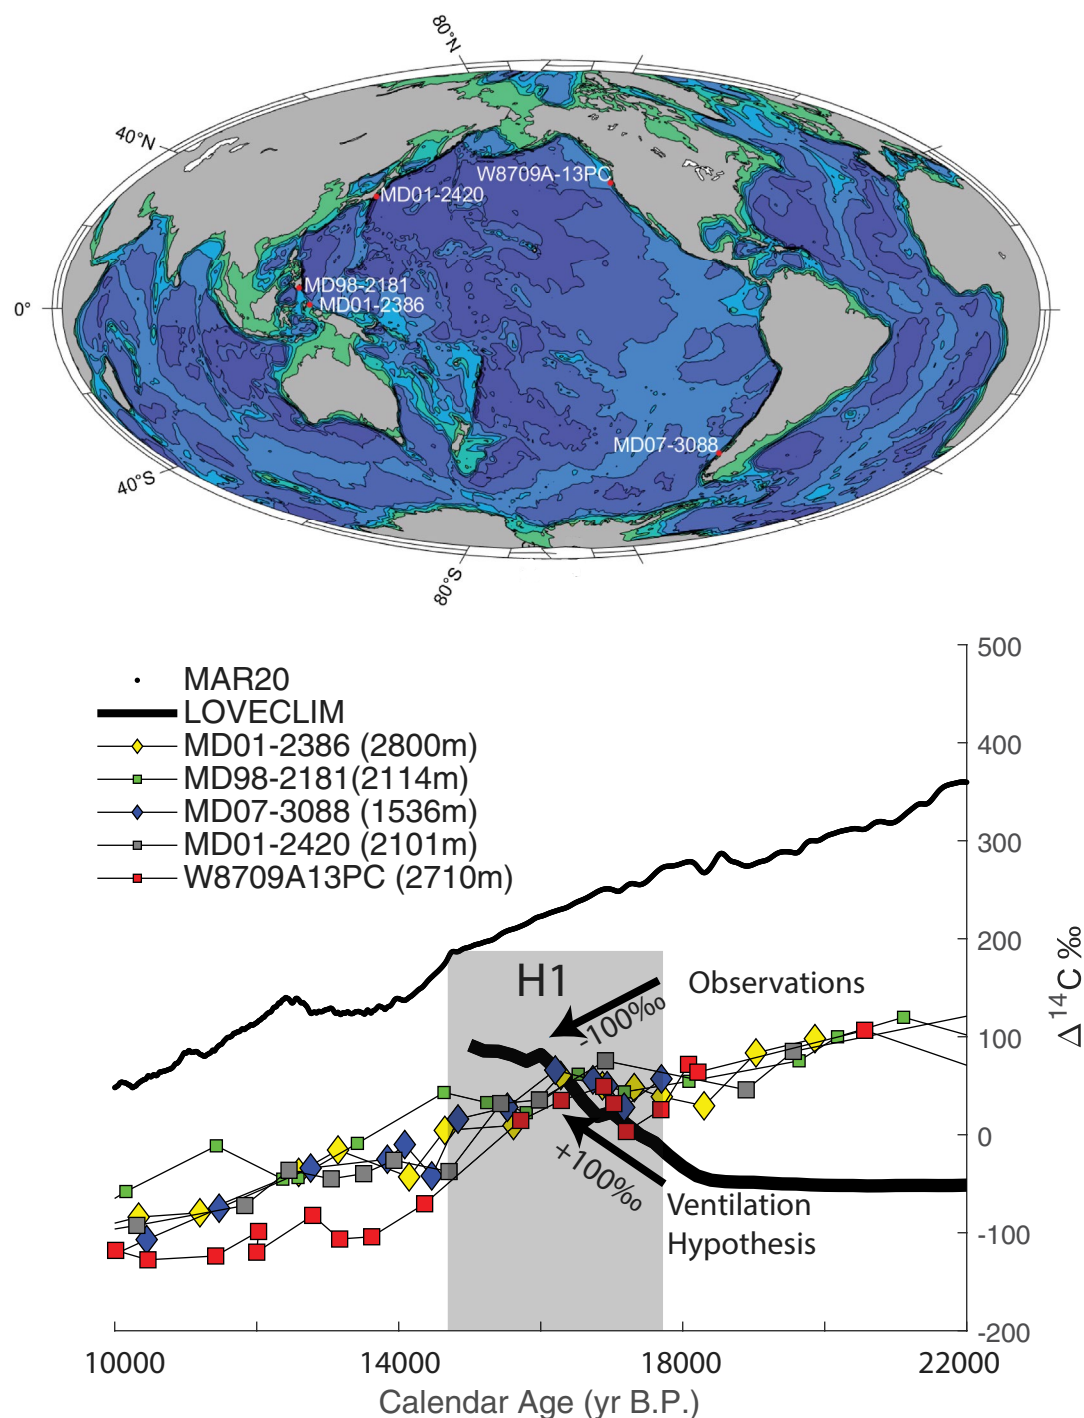 80°N
40°N
W8709A-13PC
MD01-2420
MD98-2181
MD01-2386
0°
MD07-3088
40°S
80°S
MAR20
LOVECLIM
MD01-2386 (2800m)
MD98-2181(2114m)
MD07-3088 (1536m)
MD01-2420 (2101m)
W8709A13PC (2710m)
500
400
300
200
100
0
-100
-200
Δ¹⁴C ‰
H1
Observations
-100‰
+100‰
Ventilation
Hypothesis
10000 14000 18000 22000
Calendar Age (yr B.P.)